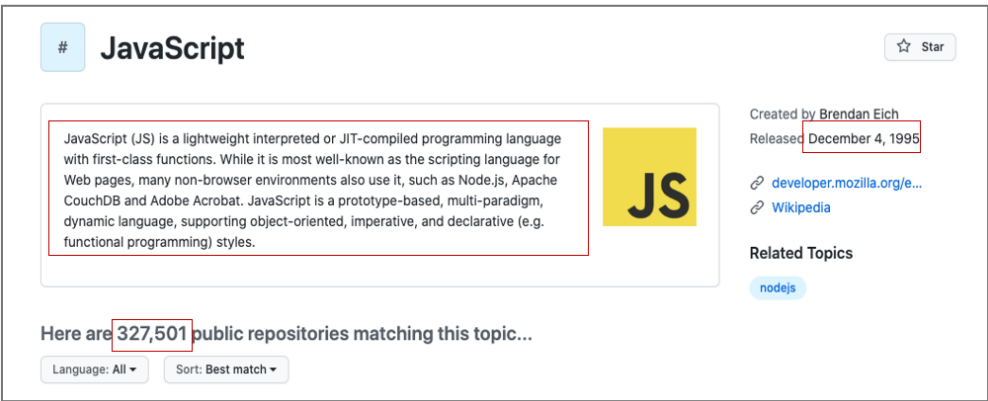 # JavaScript
Star
JavaScript (JS) is a lightweight interpreted or JIT-compiled programming language
with first-class functions. While it is most well-known as the scripting language for
Web pages, many non-browser environments also use it, such as Node.js, Apache
CouchDB and Adobe Acrobat. JavaScript is a prototype-based, multi-paradigm,
dynamic language, supporting object-oriented, imperative, and declarative (e.g.
functional programming) styles.
JS
Created by Brendan Eich
Released December 4, 1995
developer.mozilla.org/e...
Wikipedia
Related Topics
nodejs
Here are 327,501 public repositories matching this topic...
Language: All Sort: Best match